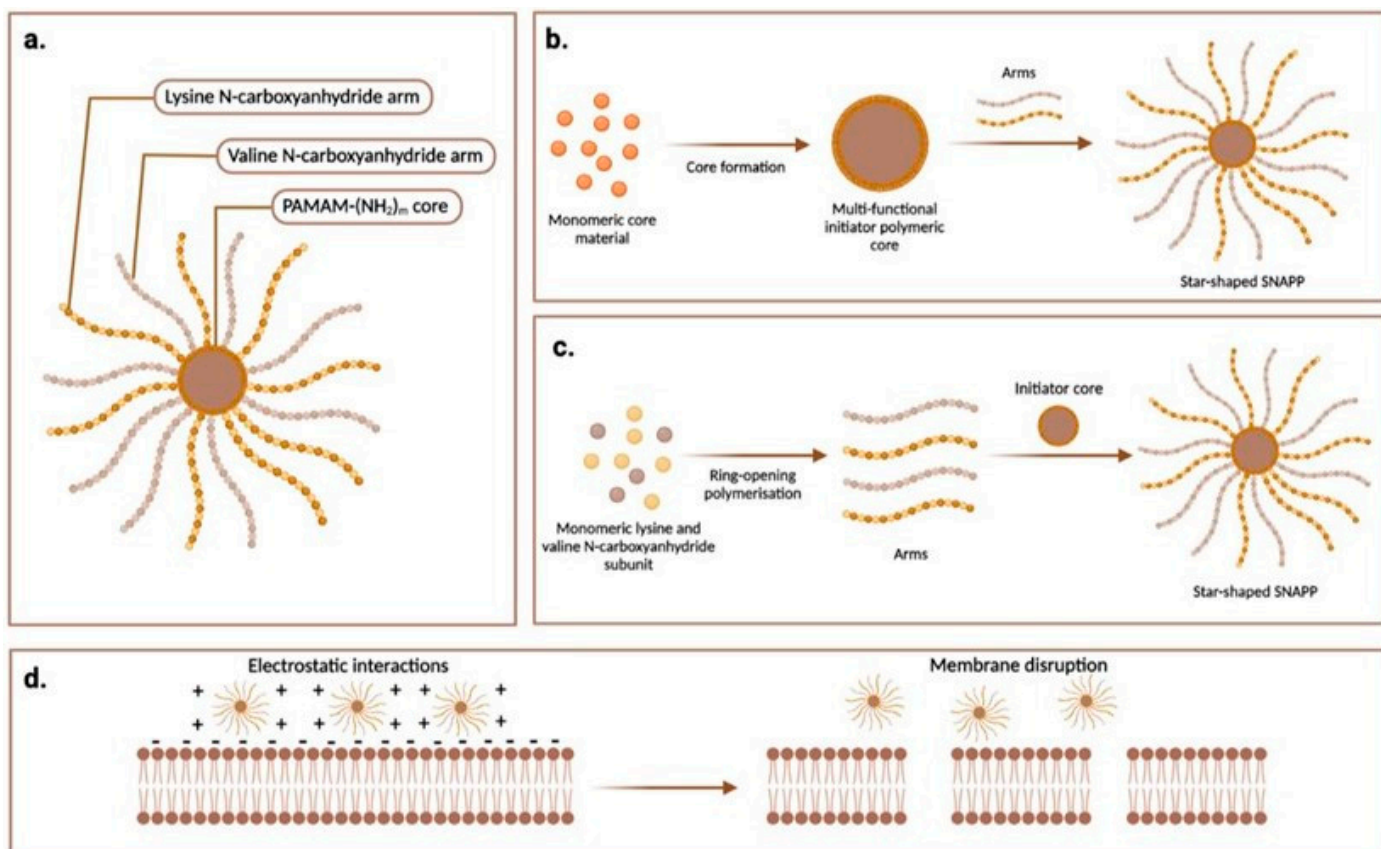 a.
Lysine N-carboxyanhydride arm
Valine N-carboxyanhydride arm
PAMAM-(NH₂)ₘ core
b.
Monomeric core
material
Core formation
Multi-functional
initiator polymeric
core
Arms
Star-shaped SNAPP
c.
Monomeric lysine and
valine N-carboxyanhydride
subunit
Ring-opening
polymerisation
Arms
Initiator core
Star-shaped SNAPP
d.
Electrostatic interactions
+ + + + + +
+ + + + + +
- - - - - - - - - - - - - - - - - -
Membrane disruption